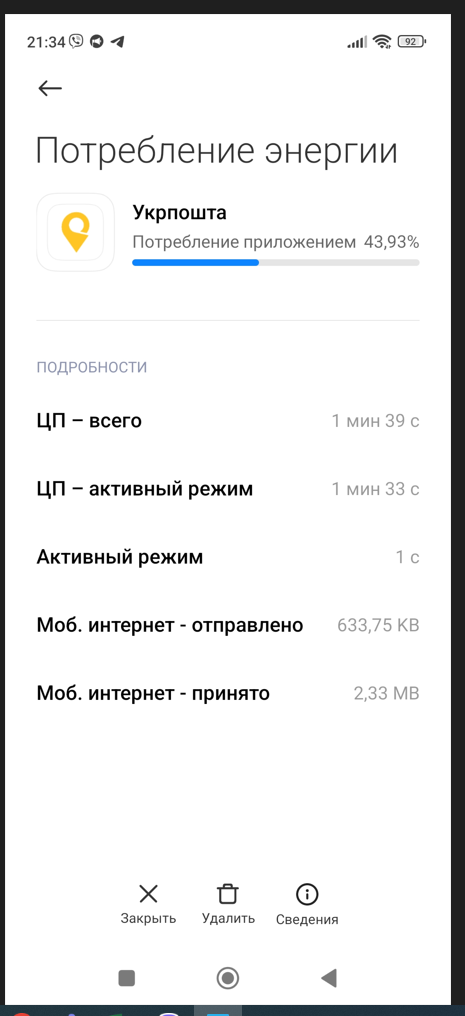 21:34 92
Потребление энергии
Укрпошта
Потребление приложением 43,93%
ПОДРОБНОСТИ
ЦП – всего 1 мин 39 с
ЦП – активный режим 1 мин 33 с
Активный режим 1 с
Моб. интернет - отправлено 633,75 KB
Моб. интернет - принято 2,33 MB
Закрыть Удалить Сведения